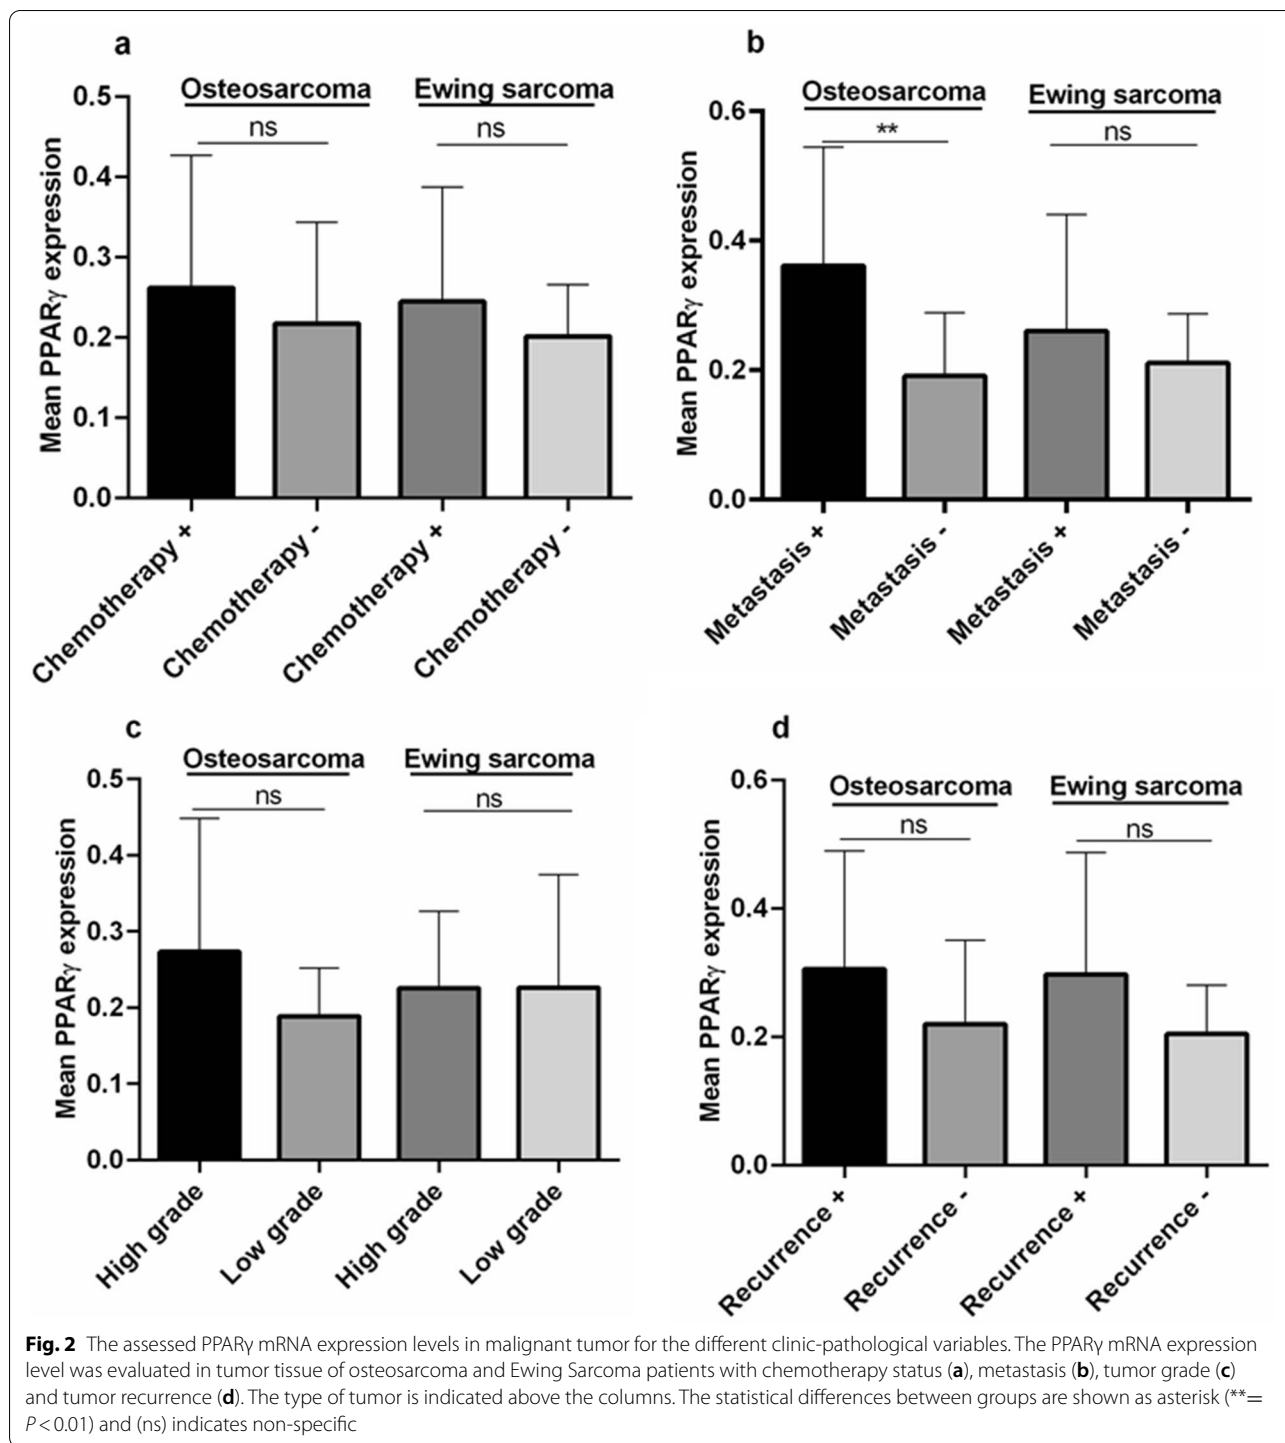 a
Osteosarcoma
Ewing sarcoma
ns
ns
Mean PPARγ expression
0.5
0.4
0.3
0.2
0.1
0.0
Chemotherapy +
Chemotherapy -
Chemotherapy +
Chemotherapy -
b
Osteosarcoma
Ewing sarcoma
**
ns
Mean PPARγ expression
0.6
0.4
0.2
0.0
Metastasis +
Metastasis -
Metastasis +
Metastasis -
c
Osteosarcoma
Ewing sarcoma
ns
ns
Mean PPARγ expression
0.5
0.4
0.3
0.2
0.1
0.0
High grade
Low grade
High grade
Low grade
d
Osteosarcoma
Ewing sarcoma
ns
ns
Mean PPARγ expression
0.6
0.4
0.2
0.0
Recurrence +
Recurrence -
Recurrence +
Recurrence -
Fig. 2 The assessed PPARγ mRNA expression levels in malignant tumor for the different clinic-pathological variables. The PPARγ mRNA expression
level was evaluated in tumor tissue of osteosarcoma and Ewing Sarcoma patients with chemotherapy status (a), metastasis (b), tumor grade (c)
and tumor recurrence (d). The type of tumor is indicated above the columns. The statistical differences between groups are shown as asterisk (**=
P < 0.01) and (ns) indicates non-specific